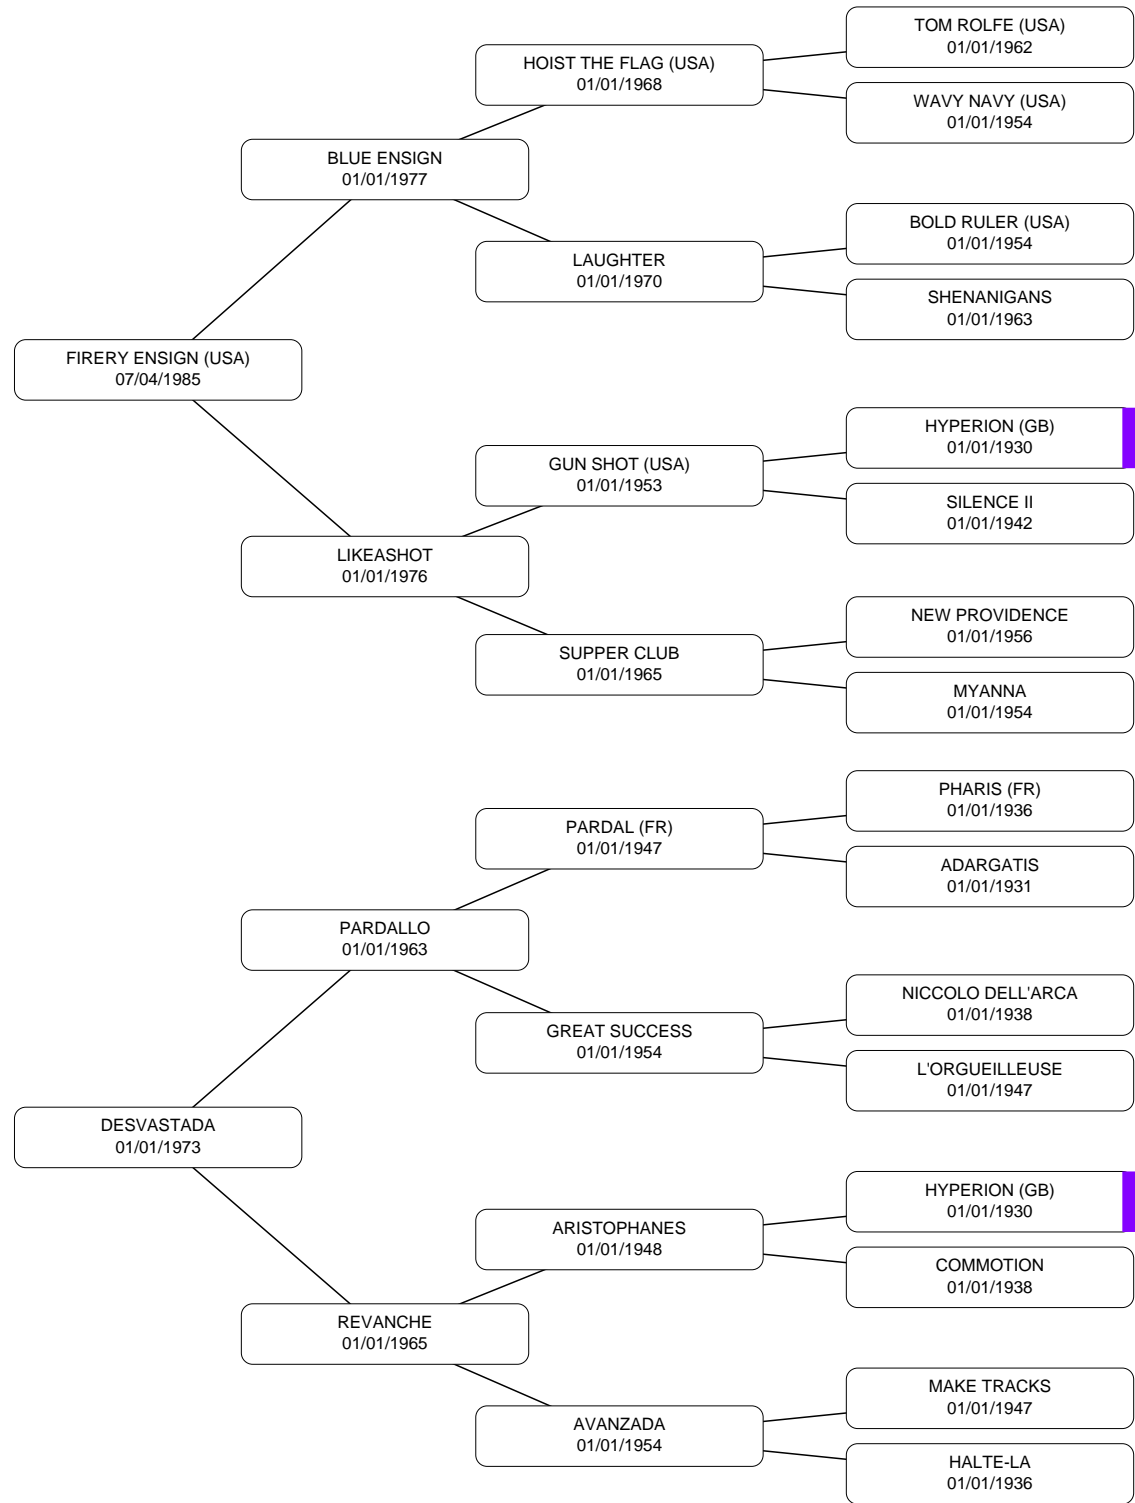 TOM ROLFE (USA)
01/01/1962
HOIST THE FLAG (USA)
01/01/1968
WAVY NAVY (USA)
01/01/1954
BLUE ENSIGN
01/01/1977
BOLD RULER (USA)
01/01/1954
LAUGHTER
01/01/1970
SHENANIGANS
01/01/1963
FIRERY ENSIGN (USA)
07/04/1985
HYPERION (GB)
01/01/1930
GUN SHOT (USA)
01/01/1953
SILENCE II
01/01/1942
LIKEASHOT
01/01/1976
NEW PROVIDENCE
01/01/1956
SUPPER CLUB
01/01/1965
MYANNA
01/01/1954
PHARIS (FR)
01/01/1936
PARDAL (FR)
01/01/1947
ADARGATIS
01/01/1931
PARDALLO
01/01/1963
NICCOLO DELL'ARCA
01/01/1938
GREAT SUCCESS
01/01/1954
L'ORGUEILLEUSE
01/01/1947
DESVASTADA
01/01/1973
HYPERION (GB)
01/01/1930
ARISTOPHANES
01/01/1948
COMMOTION
01/01/1938
REVANCHE
01/01/1965
MAKE TRACKS
01/01/1947
AVANZADA
01/01/1954
HALTE-LA
01/01/1936